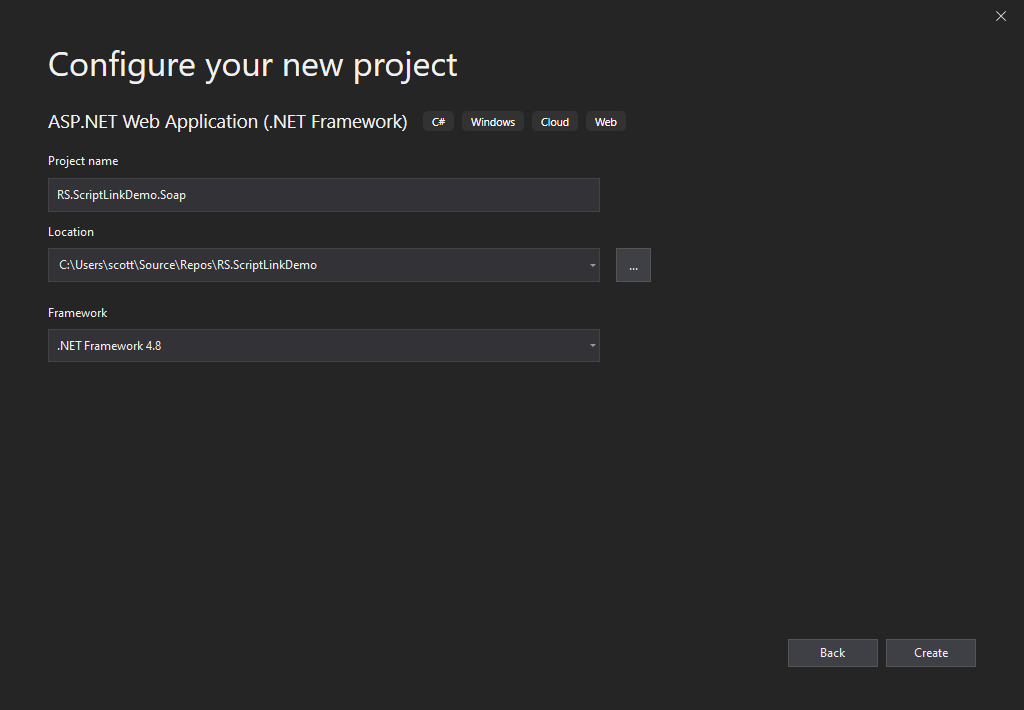 Configure your new project
ASP.NET Web Application (.NET Framework) C# Windows Cloud Web
Project name
RS.ScriptLinkDemo.Soap
Location
C:\Users\scott\Source\Repos\RS.ScriptLinkDemo
...
Framework
.NET Framework 4.8
Back Create